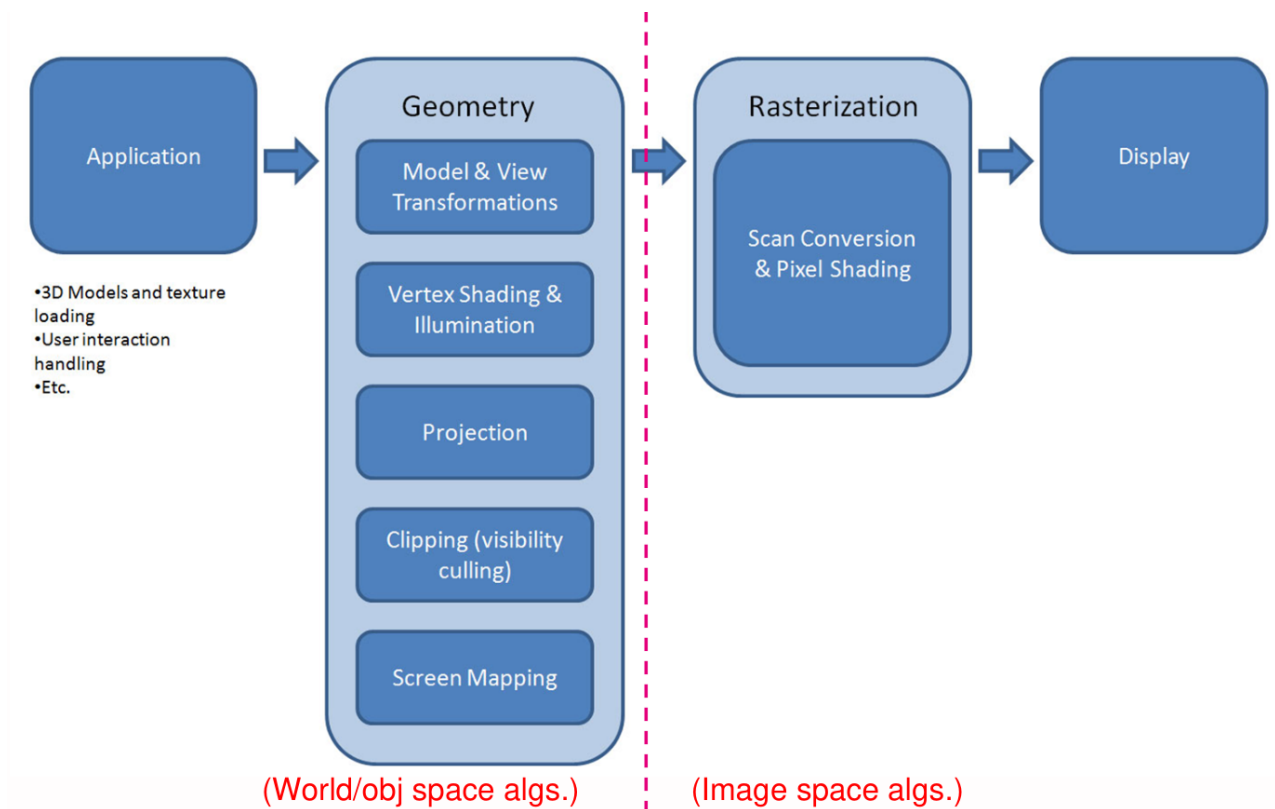 Application
•3D Models and texture
loading
•User interaction
handling
•Etc.
Geometry
Model & View
Transformations
Vertex Shading &
Illumination
Projection
Clipping (visibility
culling)
Screen Mapping
Rasterization
Scan Conversion
& Pixel Shading
Display
(World/obj space algs.)
(Image space algs.)